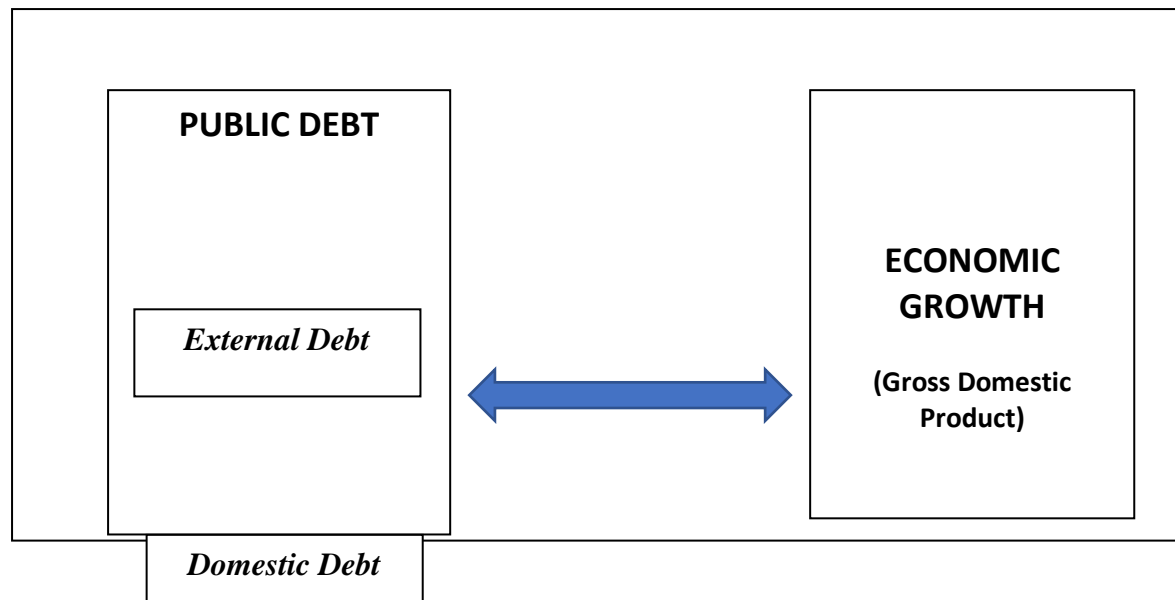 PUBLIC DEBT
External Debt
Domestic Debt
ECONOMIC
GROWTH
(Gross Domestic
Product)